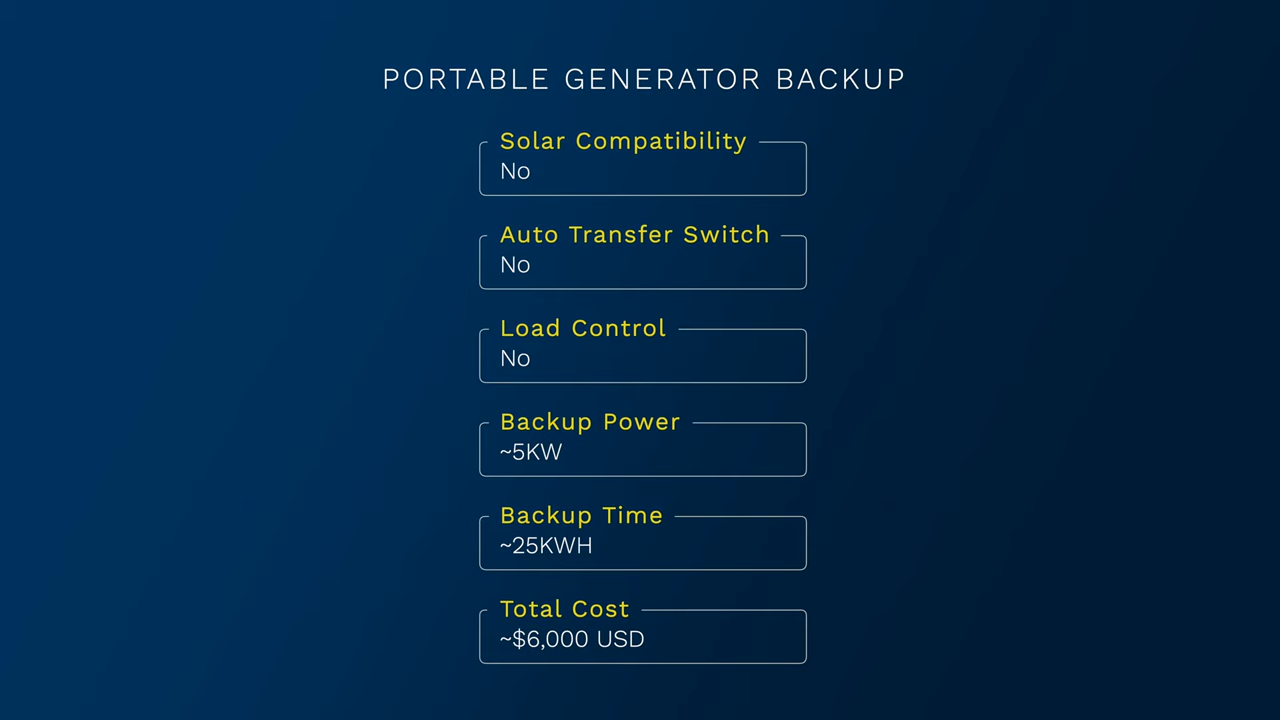 PORTABLE GENERATOR BACKUP
Solar Compatibility
No
Auto Transfer Switch
No
Load Control
No
Backup Power
~5KW
Backup Time
~25KWH
Total Cost
~$6,000 USD